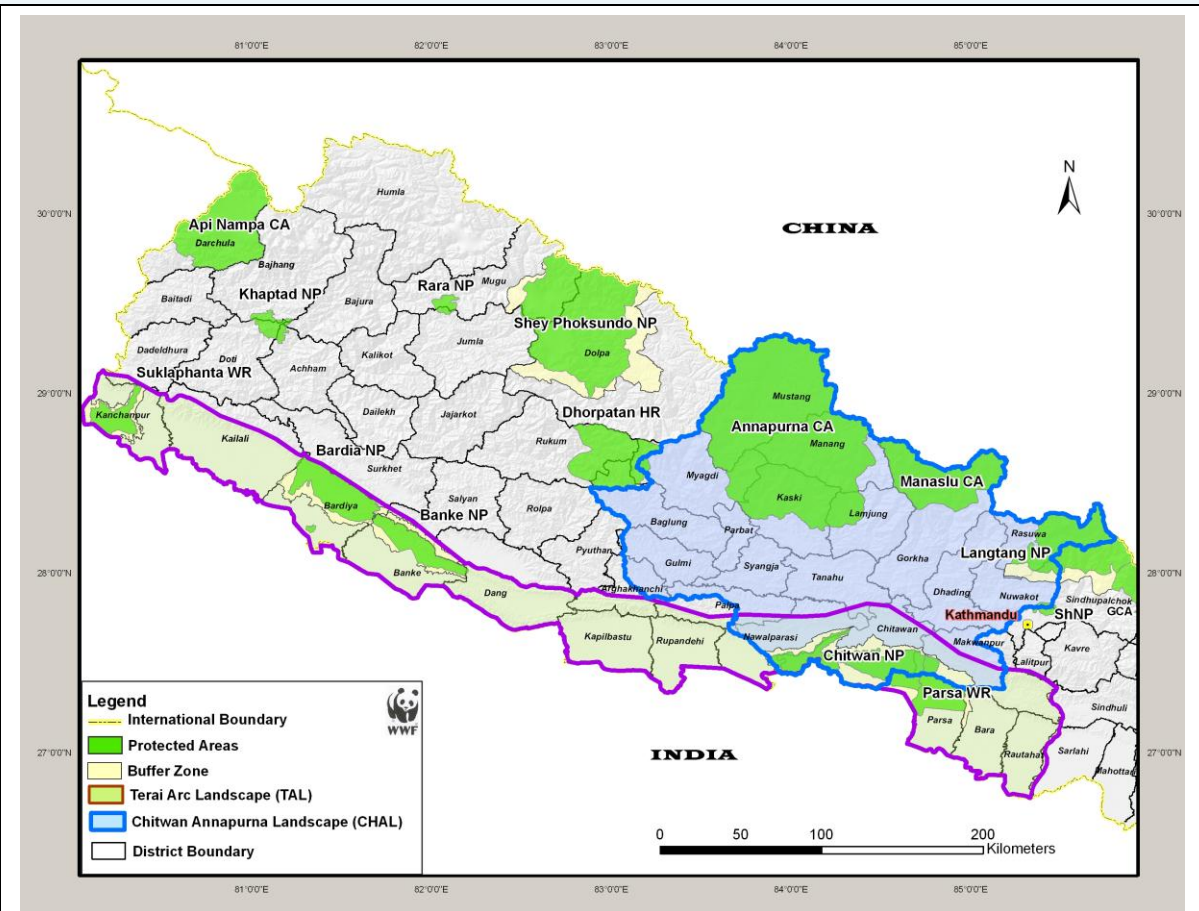 81°0'0"E
82°0'0"E
83°0'0"E
84°0'0"E
85°0'0"E
N
30°0'0"N
30°0'0"N
Humla
CHINA
Api Nampa CA
Darchula
Bajhang
Khaptad NP
Rara NP
Mugu
Baitadi
Bajura
Shey Phoksundo NP
Jumla
Dolpa
Dadeldhura
Doti
Kalikot
Achham
Suklaphanta WR
29°0'0"N
29°0'0"N
Mustang
Kanchanpur
Dailekh
Jajarkot
Dhorpatan HR
Annapurna CA
Kailali
Rukum
Manang
Bardia NP
Surkhet
Myagdi
Manaslu CA
Salyan
Kaski
Bardiya
Banke NP
Rolpa
Lamjung
Baglung
Parbat
Rasuwa
Pyuthan
Gorkha
Langtang NP
Gulmi
Syangja
Banke
Tanahu
28°0'0"N
28°0'0"N
Dang
Arghakhanchi
Dhading
Nuwakot
Sindhupalchok
Palpa
Kathmandu
ShNP
GCA
Kapilbastu
Rupandehi
Nawalparasi
Chitawan
Makwanpur
Kavre
Lalitpur
Chitwan NP
Parsa WR
Sindhuli
Parsa
Bara
Rautahat
Sarlahi
Mahottari
27°0'0"N
27°0'0"N
INDIA
Legend
International Boundary
WWF
Protected Areas
Buffer Zone
Terai Arc Landscape (TAL)
Chitwan Annapurna Landscape (CHAL)
District Boundary
0 50 100 200
Kilometers
81°0'0"E
82°0'0"E
83°0'0"E
84°0'0"E
85°0'0"E